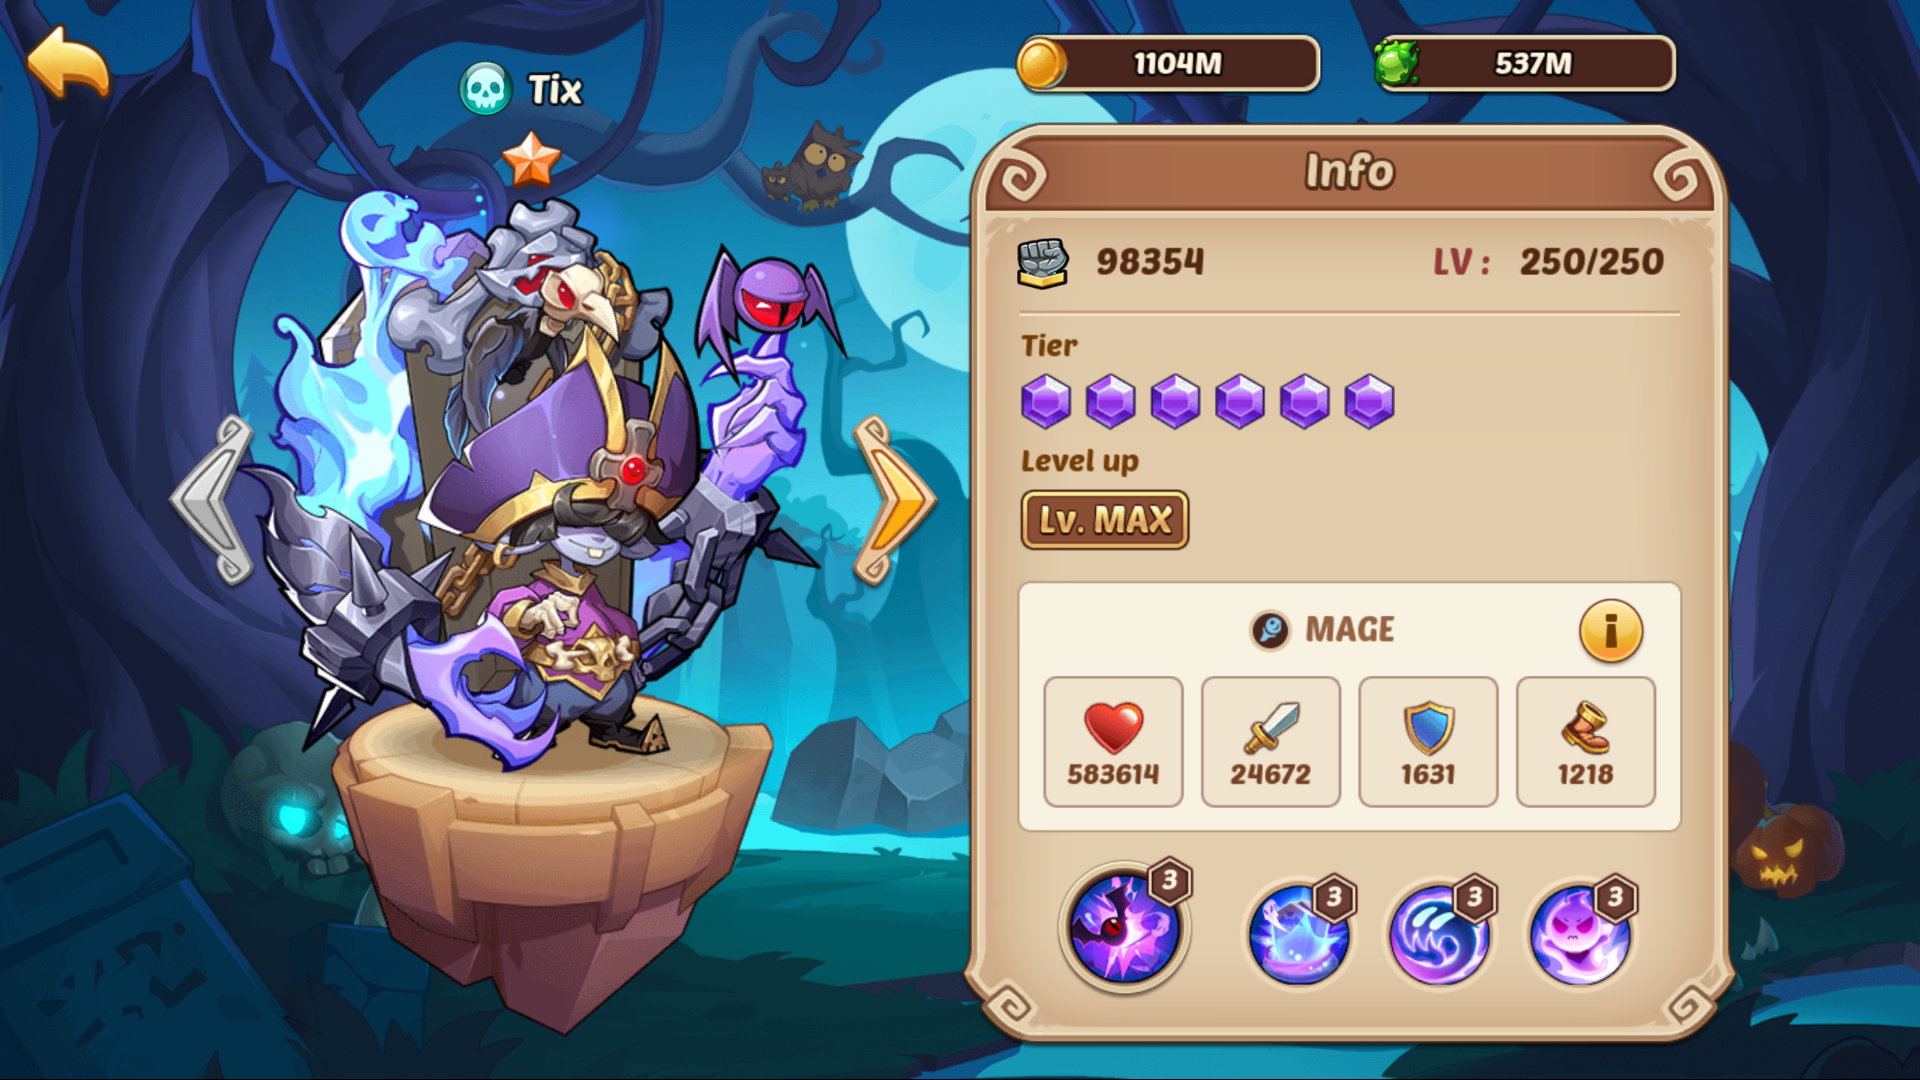 Tix
1104M
537M
Info
98354
LV : 250/250
Tier
Level up
Lv. MAX
MAGE
i
583614
24672
1631
1218
3
3
3
3